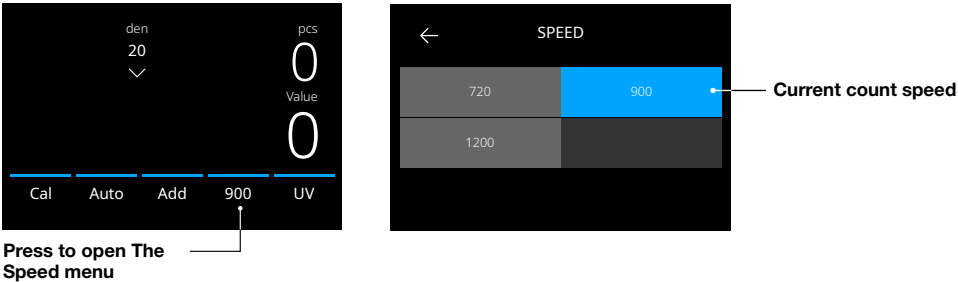 den
20
pcs
0
Value
0
Cal Auto Add 900 UV
Press to open The
Speed menu
SPEED
720 900
1200
Current count speed